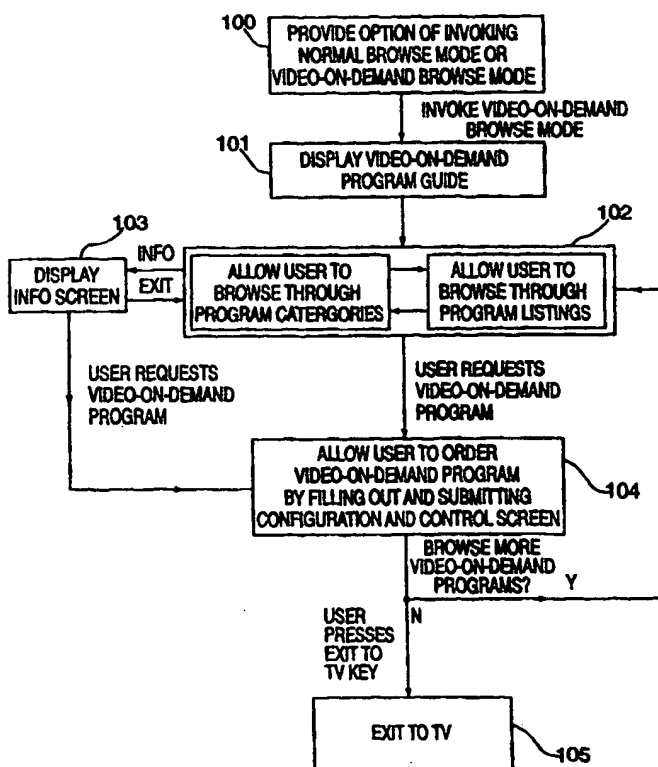 100
PROVIDE OPTION OF INVOKING
NORMAL BROWSE MODE OR
VIDEO-ON-DEMAND BROWSE MODE
INVOKE VIDEO-ON-DEMAND
BROWSE MODE
101
DISPLAY VIDEO-ON-DEMAND
PROGRAM GUIDE
103
DISPLAY
INFO SCREEN
INFO
EXIT
102
ALLOW USER TO
BROWSE THROUGH
PROGRAM CATERGORIES
ALLOW USER TO
BROWSE THROUGH
PROGRAM LISTINGS
USER REQUESTS
VIDEO-ON-DEMAND
PROGRAM
USER REQUESTS
VIDEO-ON-DEMAND
PROGRAM
ALLOW USER TO ORDER
VIDEO-ON-DEMAND PROGRAM
BY FILLING OUT AND SUBMITTING
CONFIGURATION AND CONTROL SCREEN
104
BROWSE MORE
VIDEO-ON-DEMAND
PROGRAMS?
Y
N
USER
PRESSES
EXIT TO
TV KEY
EXIT TO TV
105